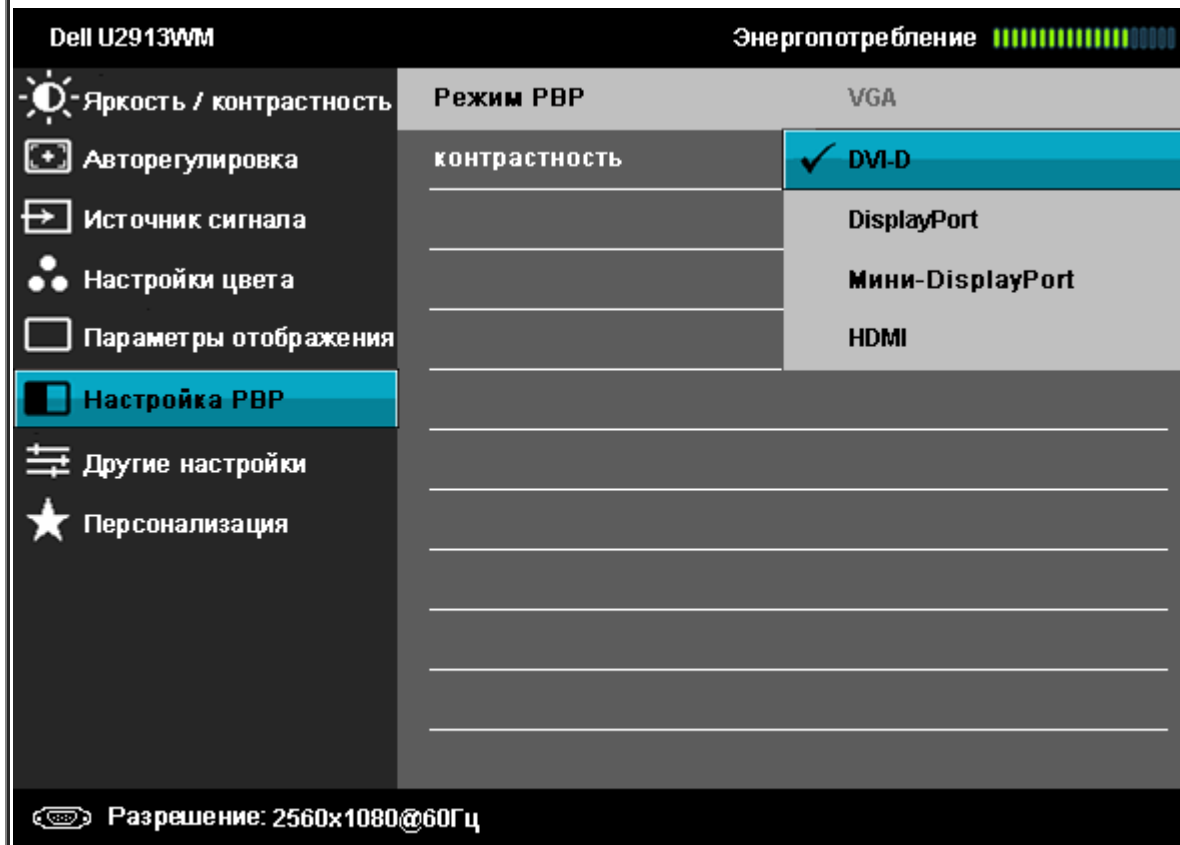 Dell U2913WM Энергопотребление
Яркость / контрастность
Авторегулировка
Источник сигнала
Настройки цвета
Параметры отображения
Настройка PBP
Другие настройки
Персонализация
Режим PBP
контрастность
VGA
DVI-D
DisplayPort
Мини-DisplayPort
HDMI
Разрешение: 2560x1080@60Гц